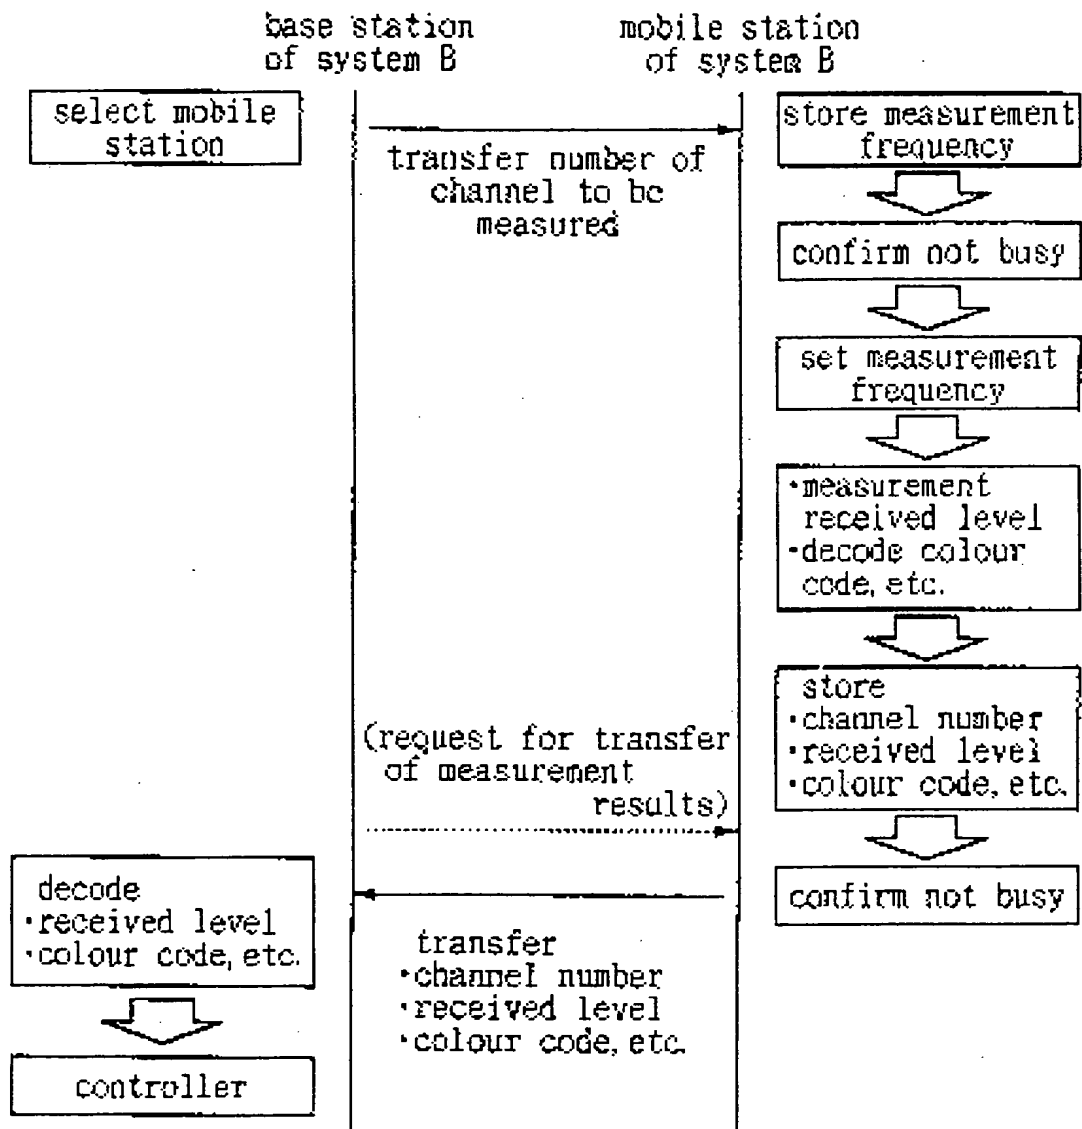 base station
of system B
mobile station
of system B
select mobile
station
transfer number of
channel to be
measured
store measurement
frequency
confirm not busy
set measurement
frequency
·measurement
received level
·decode colour
code, etc.
store
·channel number
·received level
·colour code, etc.
(request for transfer
of measurement
results)
confirm not busy
decode
·received level
·colour code, etc.
transfer
·channel number
·received level
·colour code, etc.
controller